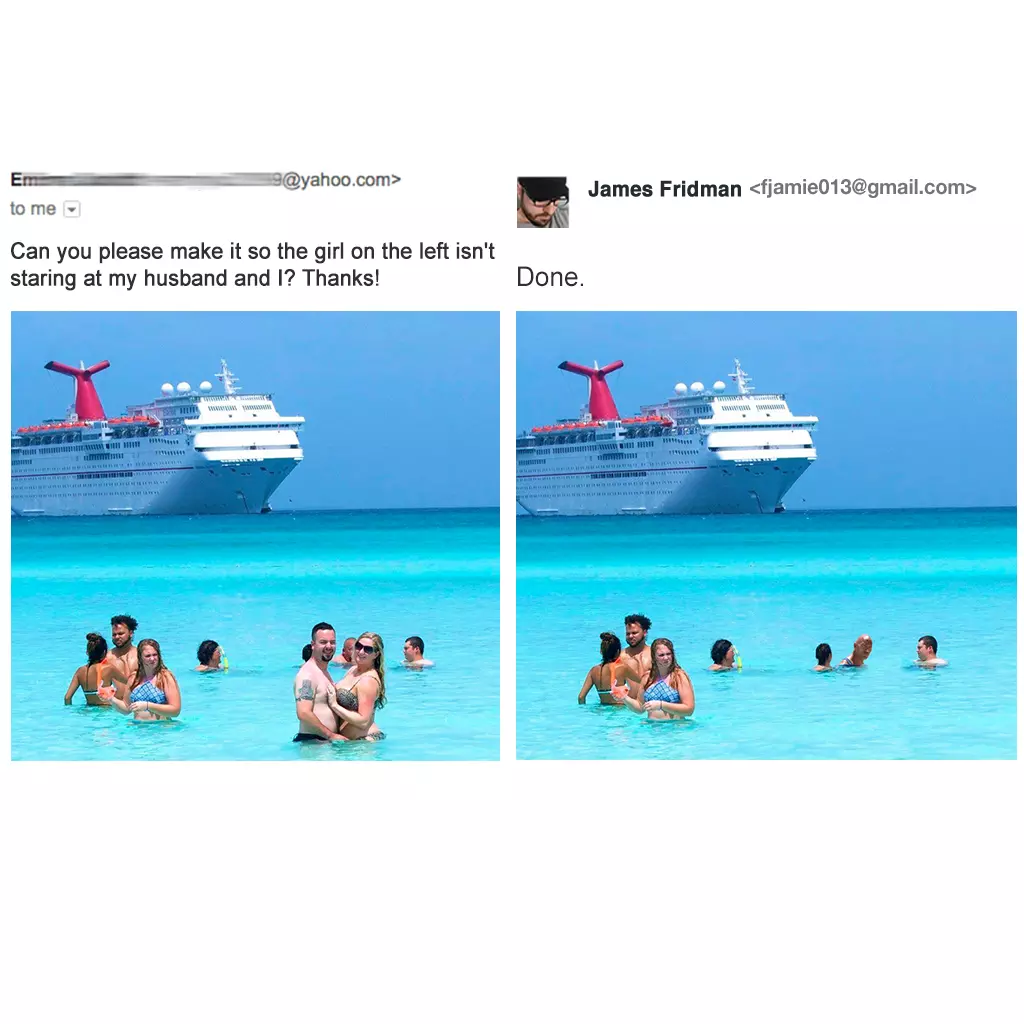 Em 9@yahoo.com>
to me
Can you please make it so the girl on the left isn't
staring at my husband and I? Thanks!
James Fridman <fjamie013@gmail.com>
Done.